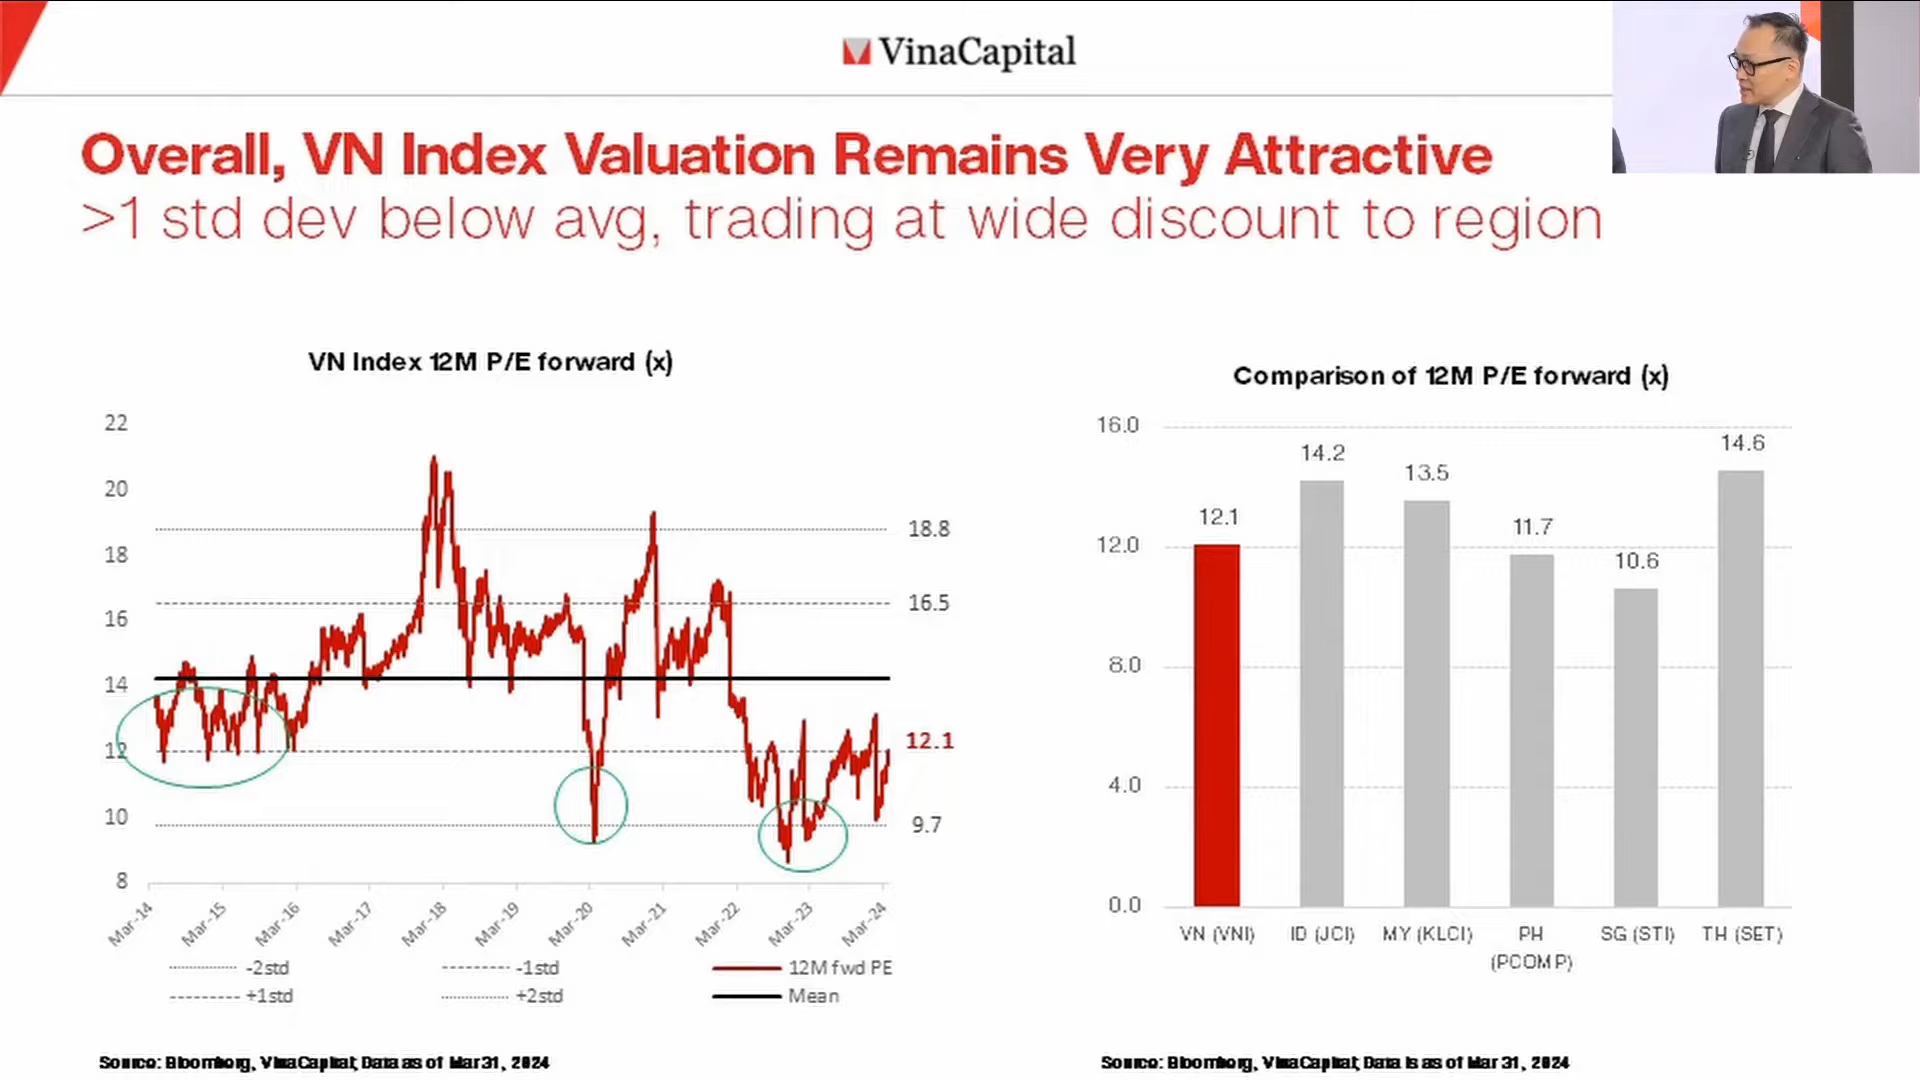 VinaCapital
Overall, VN Index Valuation Remains Very Attractive
>1 std dev below avg, trading at wide discount to region
VN Index 12M P/E forward (x)
22
20
18
16
14
12
10
8
18.8
16.5
12.1
9.7
Mar-14
Mar-15
Mar-16
Mar-17
Mar-18
Mar-19
Mar-20
Mar-21
Mar-22
Mar-23
Mar-24
-2std
-1std
12M fwd PE
+1std
+2std
Mean
Source: Bloomberg, VinaCapital; Data as of Mar 31, 2024
Comparison of 12M P/E forward (x)
16.0
12.0
8.0
4.0
0.0
12.1
14.2
13.5
11.7
10.6
14.6
VN (VNI)
ID (JCI)
MY (KLCI)
PH
(PCOMP)
SG (STI)
TH (SET)
Source: Bloomberg, VinaCapital; Data is as of Mar 31, 2024